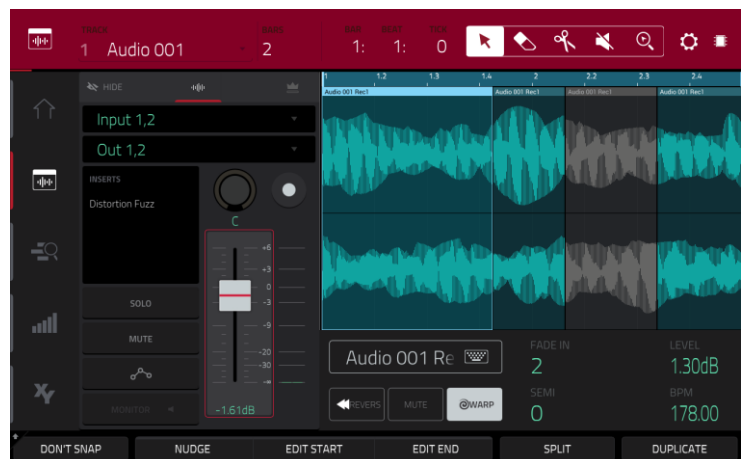 TRACK BARS BAR BEAT TICK
1 Audio 001 2 1: 1: 0
HIDE
1 1.2 1.3 1.4 2 2.2 2.3 2.4
Audio 001 Rec1 Audio 001 Rec1 Audio 001 Rec1 Audio 001 Rec1
Input 1,2
Out 1,2
INSERTS
Distortion Fuzz
C
+6
+3
0
-3
-9
-20
-30
-∞
-1.61dB
SOLO
MUTE
MONITOR
XY
Audio 001 Re
FADE IN LEVEL
2 1.30dB
REVERS MUTE WARP
SEMI BPM
0 178.00
DON'T SNAP NUDGE EDIT START EDIT END SPLIT DUPLICATE